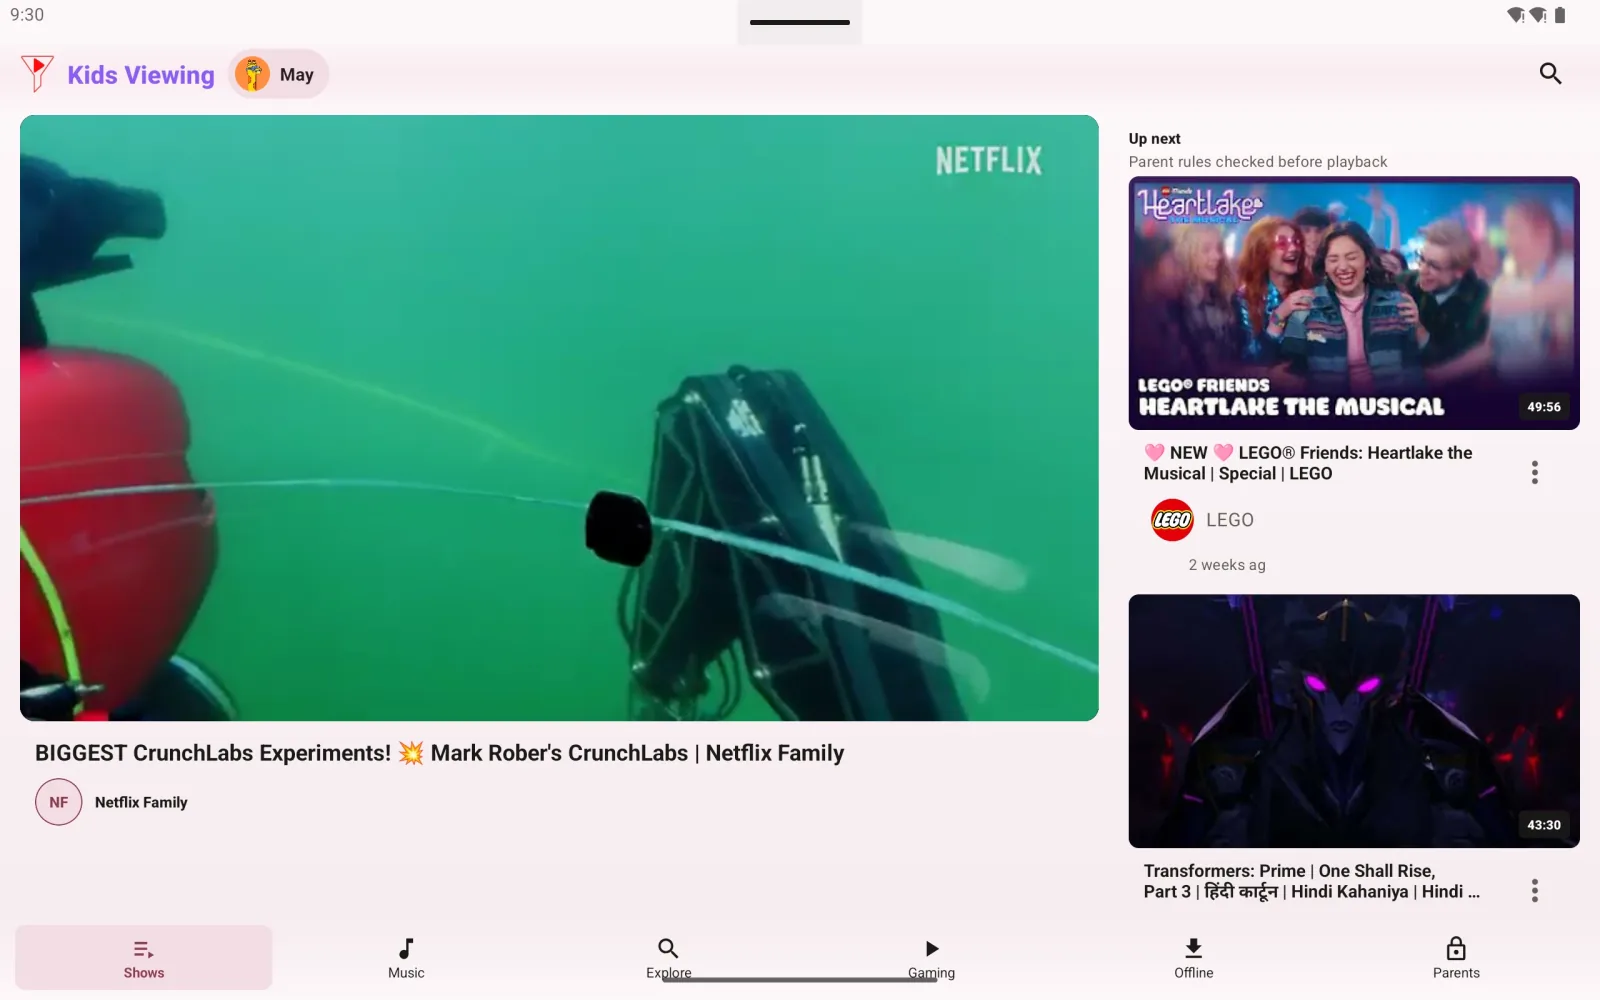 9:30
Kids Viewing
May
NETFLIX
Up next
Parent rules checked before playback
Heartlake
THE MUSICAL
LEGO® FRIENDS
HEARTLAKE THE MUSICAL
49:56
🩷 NEW 🩷 LEGO® Friends: Heartlake the
Musical | Special | LEGO
LEGO
LEGO
2 weeks ag
43:30
Transformers: Prime | One Shall Rise,
Part 3 | हिंदी कार्टून | Hindi Kahaniya | Hindi ...
BIGGEST CrunchLabs Experiments! 💥 Mark Rober's CrunchLabs | Netflix Family
NF
Netflix Family
Shows
Music
Explore
Gaming
Offline
Parents